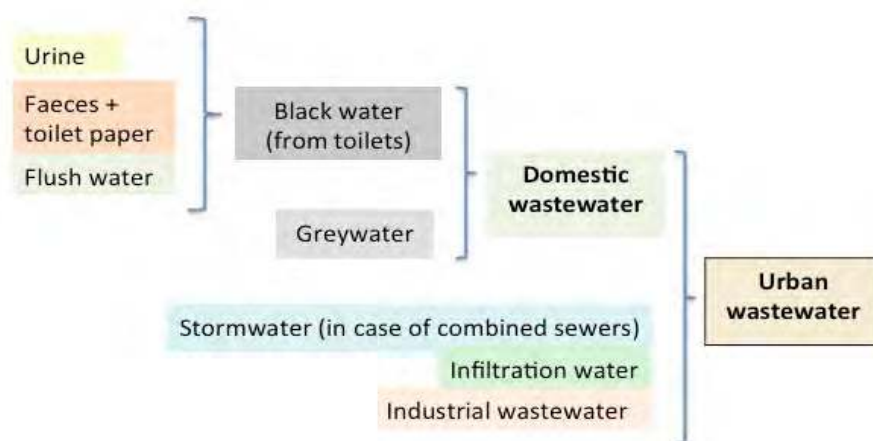 Urine
Faeces +
toilet paper
Flush water
Black water
(from toilets)
Greywater
Domestic
wastewater
Stormwater (in case of combined sewers)
Infiltration water
Industrial wastewater
Urban
wastewater